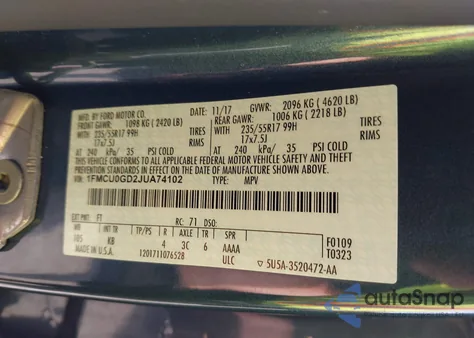 MFD. BY FORD MOTOR CO. 11/17 GVWR: 2096 KG ( 4620 LB)
FRONT GAWR: 1098 KG ( 2420 LB) REAR GAWR: 1006 KG ( 2218 LB)
235/55R17 99H TIRES 235/55R17 99H TIRES
17x7.5J RIMS 17x7.5J RIMS
AT 240 kPa/ 35 PSI COLD AT 240 kPa/ 35 PSI COLD
THIS VEHICLE CONFORMS TO ALL APPLICABLE FEDERAL MOTOR VEHICLE SAFETY AND THEFT PREVENTION STANDARDS IN EFFECT ON THE DATE OF MANUFACTURE SHOWN ABOVE.
VIN: 1FMCU0GD2JUA74102 TYPE: MPV
EXT PNT: FT RC: 71 DSO:
WB INT TR TP/PS R AXLE TR SPR F0109
FBS KB 4 3C 6 AAAA T0323
MADE IN U.S.A. 1201711076528 ULC 5U5A-3520472-AA
autoSnap